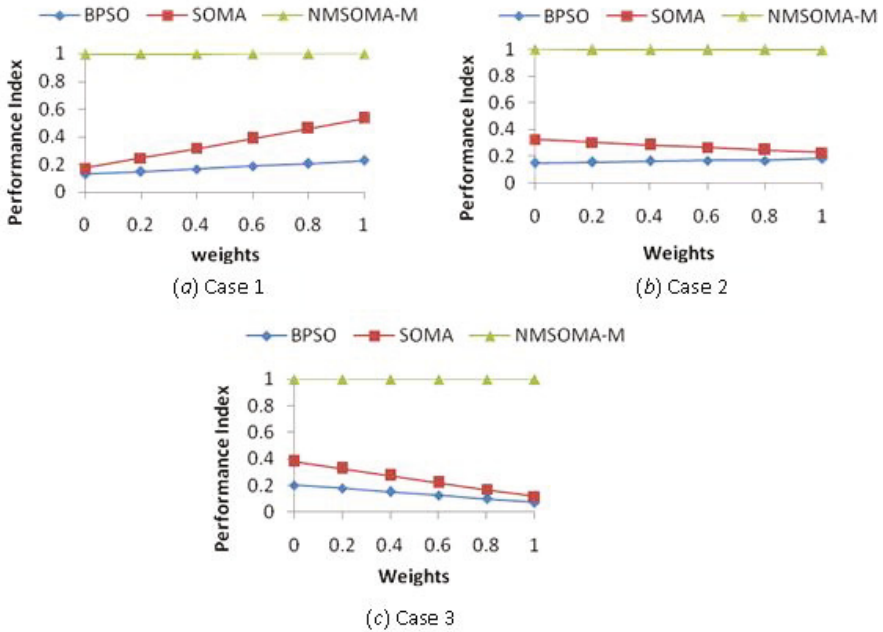 BPSO SOMA NMSOMA-M
Performance Index
1
0.8
0.6
0.4
0.2
0
0 0.2 0.4 0.6 0.8 1
weights
(a) Case 1
BPSO SOMA NMSOMA-M
Performance Index
1
0.8
0.6
0.4
0.2
0
0 0.2 0.4 0.6 0.8 1
Weights
(b) Case 2
BPSO SOMA NMSOMA-M
Performance Index
1
0.8
0.6
0.4
0.2
0
0 0.2 0.4 0.6 0.8 1
Weights
(c) Case 3